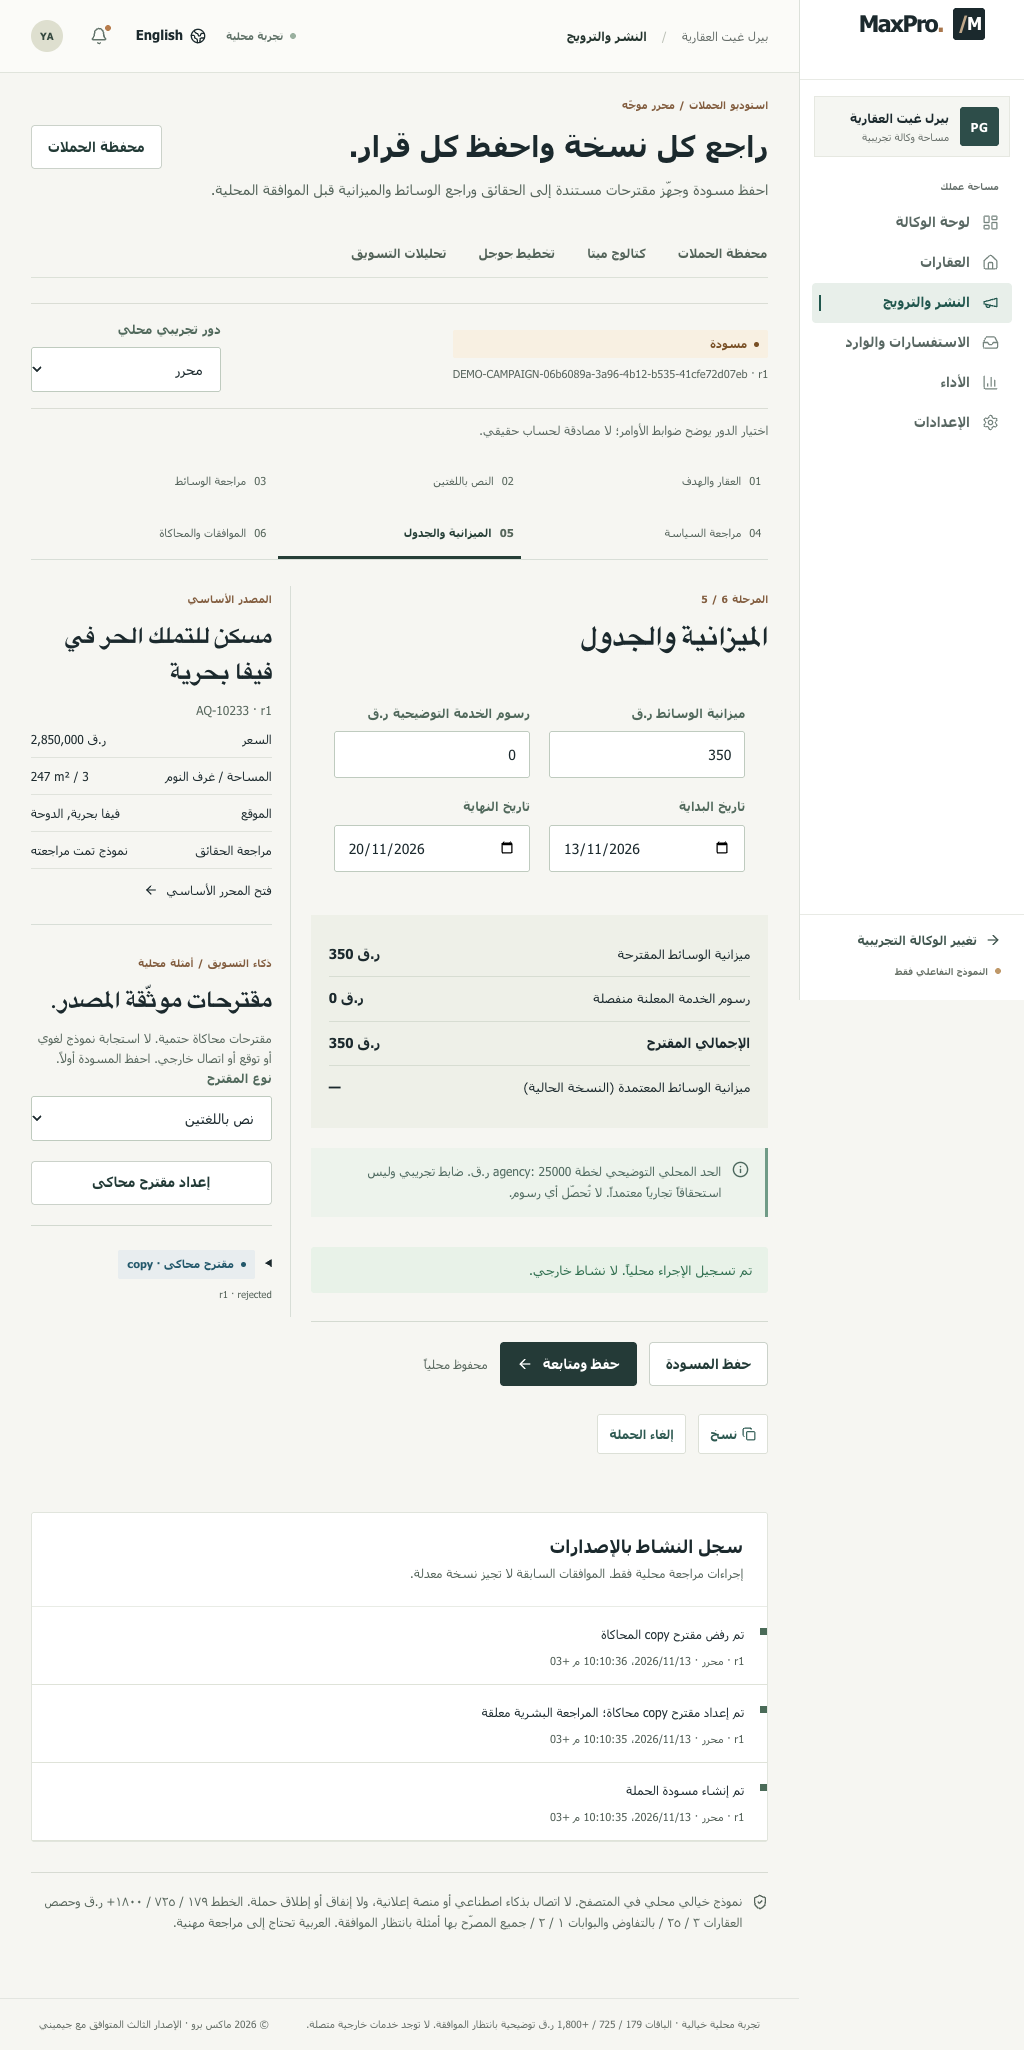 MaxPro. /M
PG بيرل غيت العقارية
مساحة وكالة تجريبية
مساحة عملك
لوحة الوكالة
العقارات
النشر والترويج
الاستفسارات والوارد
الأداء
الإعدادات
تغيير الوكالة التجريبية
النموذج التفاعلي فقط
بيرل غيت العقارية / النشر والترويج
تجربة محلية
English
YA
استوديو الحملات / محرر موجّه
راجع كل نسخة واحفظ كل قرار.
محفظة الحملات
احفظ مسودة وجهّز مقترحات مستندة إلى الحقائق وراجع الوسائط والميزانية قبل الموافقة المحلية.
محفظة الحملات كتالوج ميتا تخطيط جوجل تحليلات التسويق
مسودة
DEMO-CAMPAIGN-06b6089a-3a96-4b12-b535-41cfe72d07eb · r1
دور تجريبي محلي
محرر
اختيار الدور يوضح ضوابط الأوامر؛ لا مصادقة لحساب حقيقي.
01 العقار والهدف
02 النص باللغتين
03 مراجعة الوسائط
04 مراجعة السياسة
05 الميزانية والجدول
06 الموافقات والمحاكاة
المرحلة 6 / 5
الميزانية والجدول
ميزانية الوسائط ر.ق
350
رسوم الخدمة التوضيحية ر.ق
0
تاريخ البداية
13/11/2026
تاريخ النهاية
20/11/2026
ميزانية الوسائط المقترحة ر.ق 350
رسوم الخدمة المعلنة منفصلة ر.ق 0
الإجمالي المقترح ر.ق 350
ميزانية الوسائط المعتمدة (النسخة الحالية) —
الحد المحلي التوضيحي لخطة agency: 25000 ر.ق. ضابط تجريبي وليس
استحقاقاً تجارياً معتمداً. لا تُحصّل أي رسوم.
تم تسجيل الإجراء محلياً. لا نشاط خارجي.
حفظ المسودة
حفظ ومتابعة
محفوظ محلياً
نسخ
إلغاء الحملة
المصدر الأساسي
مسكن للتملك الحر في
فيفا بحرية
AQ-10233 · r1
السعر ر.ق 2,850,000
المساحة / غرف النوم 247 m² / 3
الموقع فيفا بحرية, الدوحة
مراجعة الحقائق نموذج تمت مراجعته
فتح المحرر الأساسي
ذكاء التسويق / أمثلة محلية
مقترحات موثّقة المصدر.
مقترحات محاكاة حتمية. لا استجابة نموذج لغوي
أو توقع أو اتصال خارجي. احفظ المسودة أولاً.
نوع المقترح
نص باللغتين
إعداد مقترح محاكى
مقترح محاكى · copy
r1 · rejected
سجل النشاط بالإصدارات
إجراءات مراجعة محلية فقط. الموافقات السابقة لا تجيز نسخة معدلة.
تم رفض مقترح copy المحاكاة
r1 · محرر · 2026/11/13، 10:10:36 م +03
تم إعداد مقترح copy محاكاة؛ المراجعة البشرية معلقة
r1 · محرر · 2026/11/13، 10:10:35 م +03
تم إنشاء مسودة الحملة
r1 · محرر · 2026/11/13، 10:10:35 م +03
نموذج خيالي محلي في المتصفح. لا اتصال بذكاء اصطناعي أو منصة إعلانية، ولا إنفاق أو إطلاق حملة. الخطط ١٧٩ / ٧٢٥ / ١٨٠٠+ ر.ق وحصص
العقارات ٣ / ٢٥ / بالتفاوض والبوابات ١ / ٢ / جميع المصرّح بها أمثلة بانتظار الموافقة. العربية تحتاج إلى مراجعة مهنية.
تجربة محلية خيالية · الباقات 179 / 725 / 1,800+ ر.ق توضيحية بانتظار الموافقة. لا توجد خدمات خارجية متصلة.
© 2026 ماكس برو · الإصدار الثالث المتوافق مع جيميني